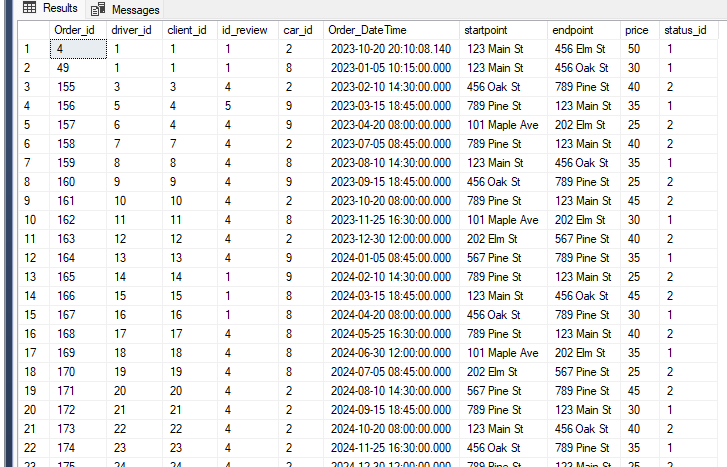 Results Messages
Order_id driver_id client_id id_review car_id Order_DateTime startpoint endpoint price status_id
1 4 1 1 1 2 2023-10-20 20:10:08.140 123 Main St 456 Elm St 50 1
2 49 1 1 1 8 2023-01-05 10:15:00.000 123 Main St 456 Oak St 30 1
3 155 3 3 4 2 2023-02-10 14:30:00.000 456 Oak St 789 Pine St 40 2
4 156 5 4 5 9 2023-03-15 18:45:00.000 789 Pine St 123 Main St 35 1
5 157 6 4 4 9 2023-04-20 08:00:00.000 101 Maple Ave 202 Elm St 25 2
6 158 7 7 4 2 2023-07-05 08:45:00.000 789 Pine St 123 Main St 40 2
7 159 8 8 4 8 2023-08-10 14:30:00.000 123 Main St 456 Oak St 35 1
8 160 9 9 4 9 2023-09-15 18:45:00.000 456 Oak St 789 Pine St 25 2
9 161 10 10 4 2 2023-10-20 08:00:00.000 789 Pine St 123 Main St 45 2
10 162 11 11 4 8 2023-11-25 16:30:00.000 101 Maple Ave 202 Elm St 30 1
11 163 12 12 4 2 2023-12-30 12:00:00.000 202 Elm St 567 Pine St 40 2
12 164 13 13 4 9 2024-01-05 08:45:00.000 567 Pine St 789 Pine St 35 1
13 165 14 14 1 9 2024-02-10 14:30:00.000 789 Pine St 123 Main St 25 2
14 166 15 15 1 8 2024-03-15 18:45:00.000 123 Main St 456 Oak St 45 2
15 167 16 16 1 8 2024-04-20 08:00:00.000 456 Oak St 789 Pine St 30 1
16 168 17 17 4 8 2024-05-25 16:30:00.000 789 Pine St 123 Main St 40 2
17 169 18 18 4 8 2024-06-30 12:00:00.000 101 Maple Ave 202 Elm St 35 1
18 170 19 19 4 8 2024-07-05 08:45:00.000 202 Elm St 567 Pine St 25 2
19 171 20 20 4 2 2024-08-10 14:30:00.000 567 Pine St 789 Pine St 45 2
20 172 21 21 4 2 2024-09-15 18:45:00.000 789 Pine St 123 Main St 30 1
21 173 22 22 4 2 2024-10-20 08:00:00.000 123 Main St 456 Oak St 40 2
22 174 23 23 4 2 2024-11-25 16:30:00.000 456 Oak St 789 Pine St 35 1